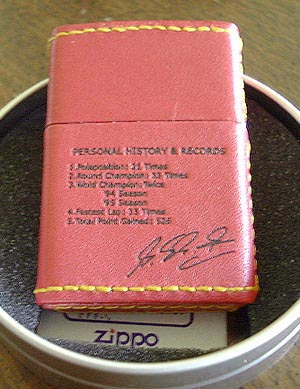 PERSONAL HISTORY & RECORDS
1.Poleposition: 21 Times
2.Round Champion: 33 Times
3.World Champion: Twice
'94 Season
'95 Season
4.Fastest Lap: 33 Times
5.Total Point Gained: 526
zippo